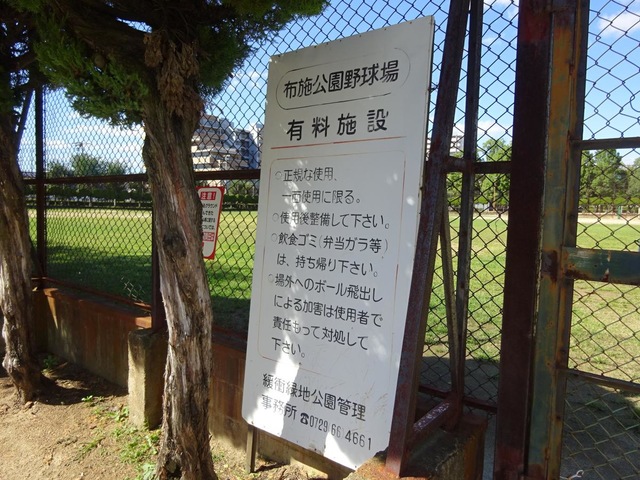 布施公園野球場
有料施設
○正規な使用、
一面使用に限る。
○使用後整備して下さい。
○飲食ゴミ(弁当ガラ等)
は、持ち帰り下さい。
○場外へのボール飛出し
による加害は使用者で
責任もって対処して
下さい。
緩衝緑地公園管理
事務所 ☎0729 66 4661
注意!